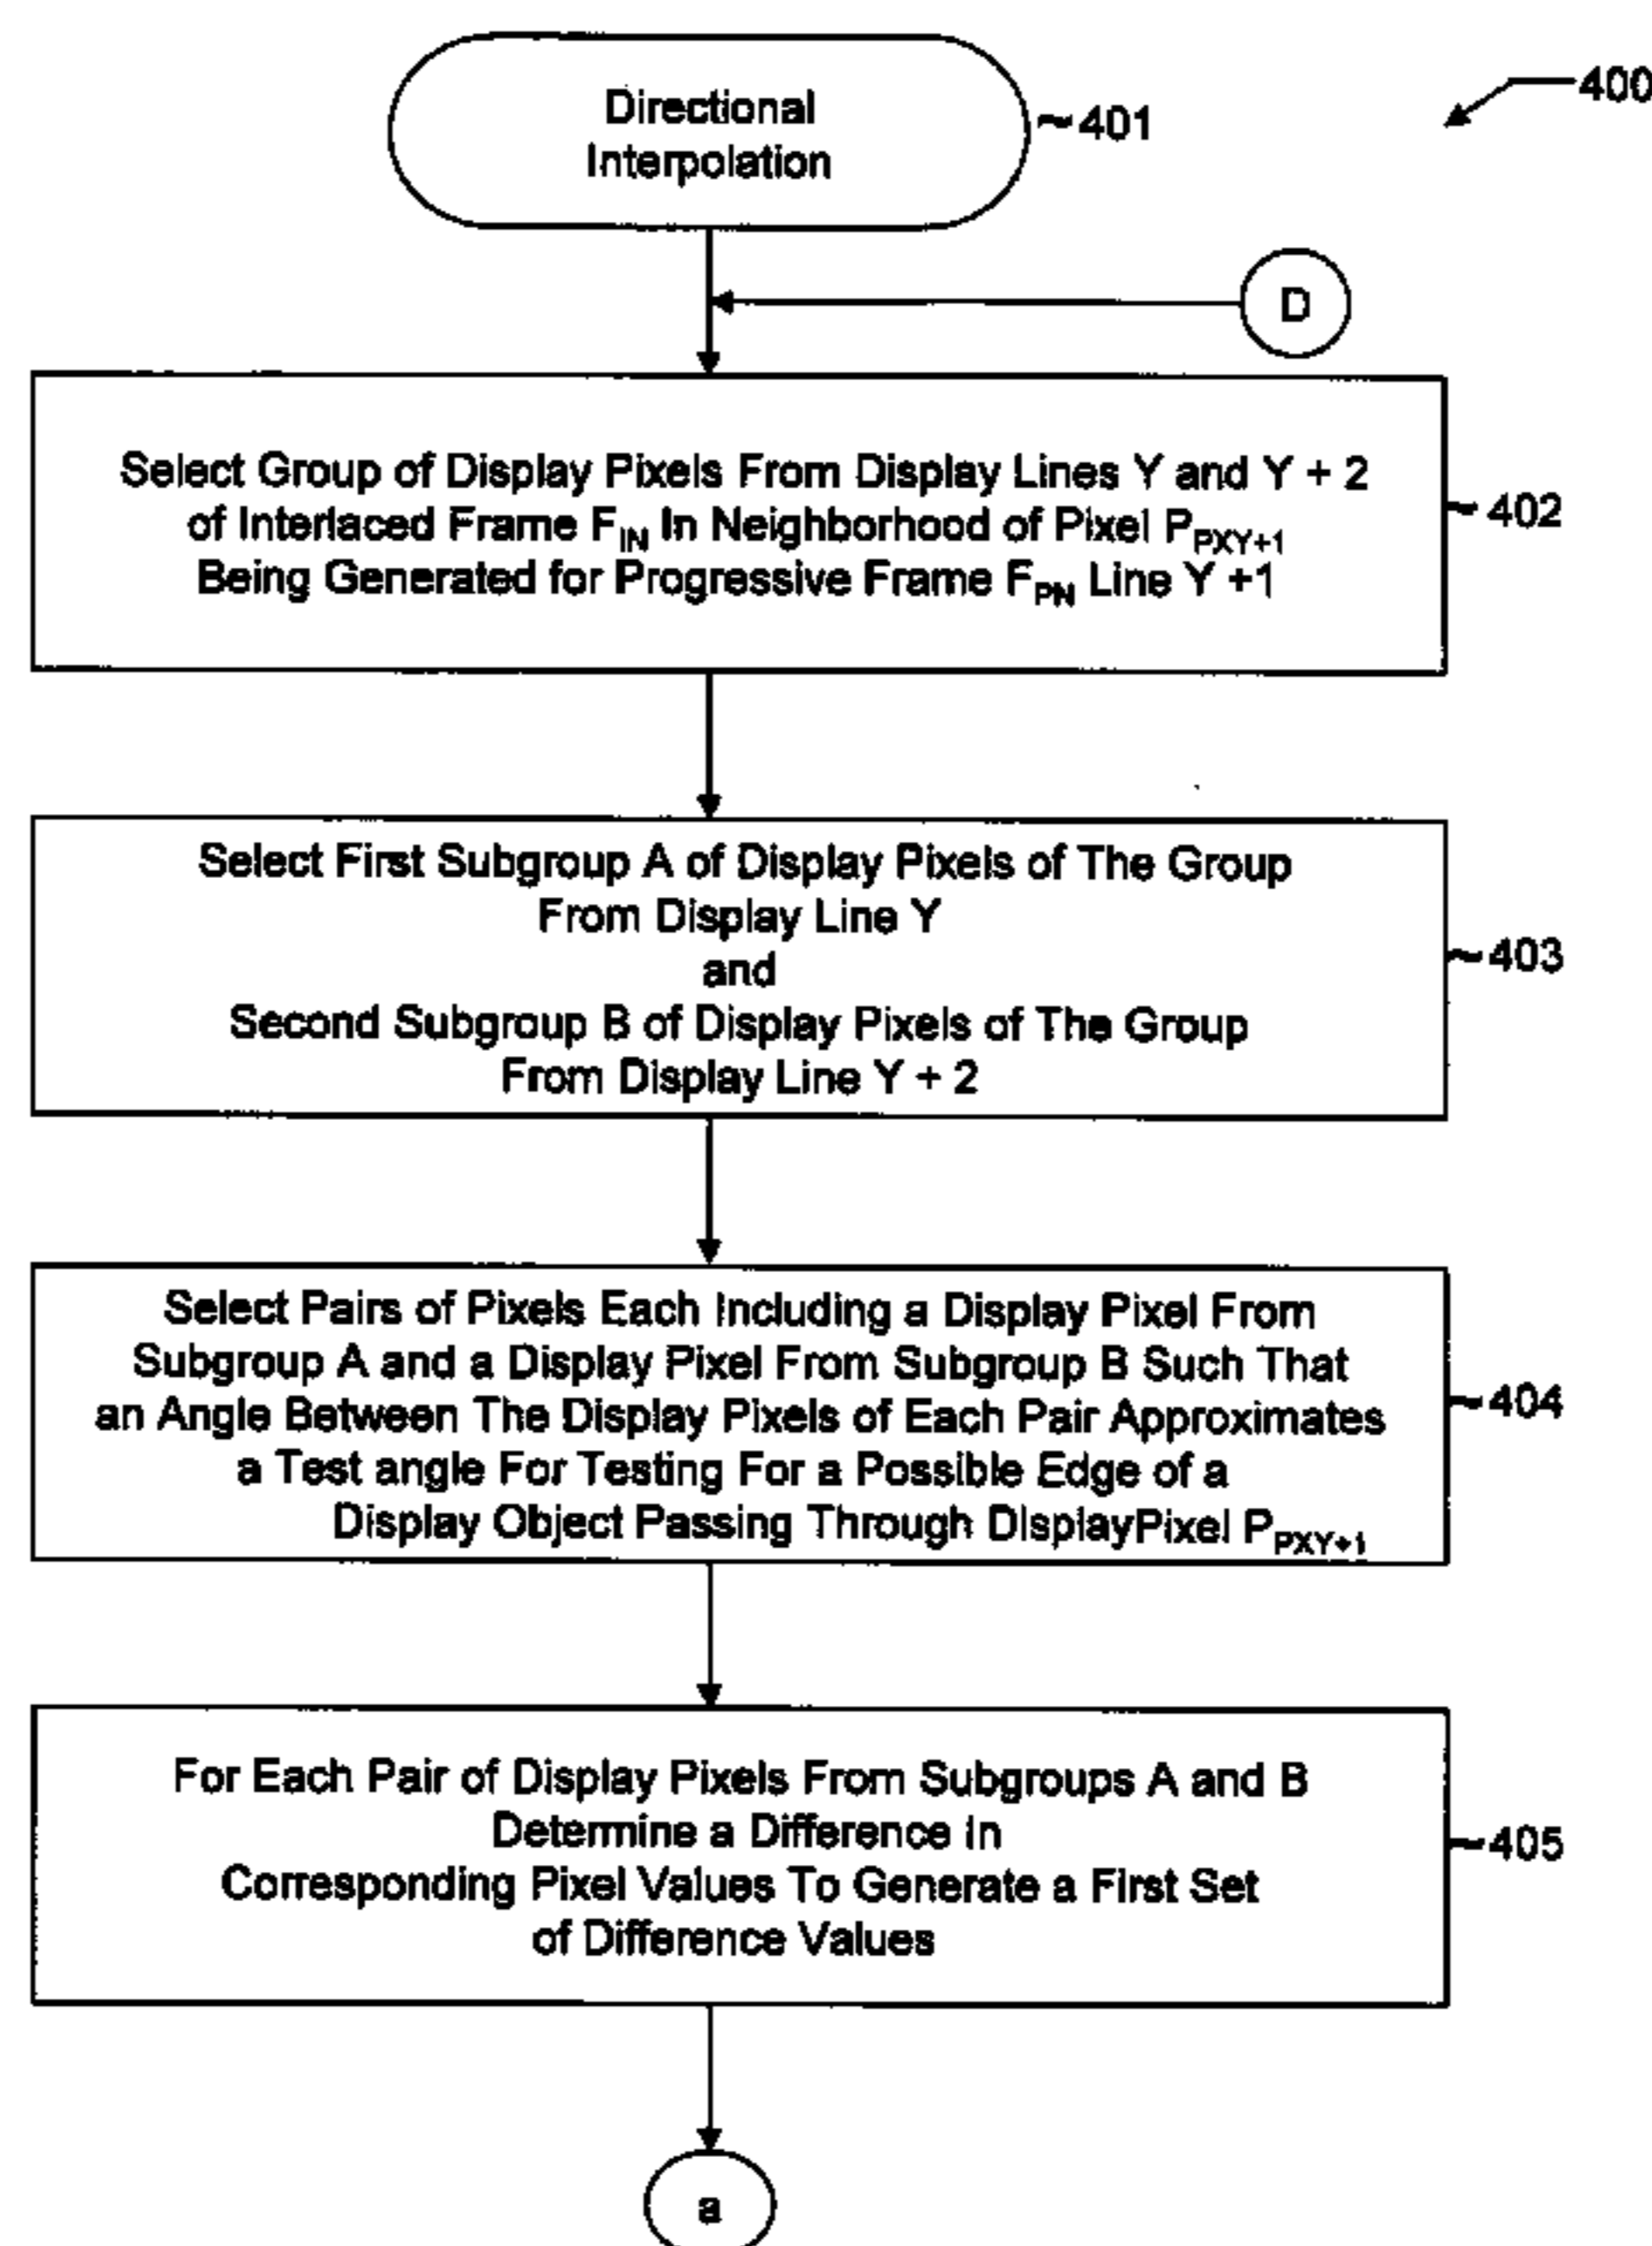 Directional
Interpolation
~401
400
D
Select Group of Display Pixels From Display Lines Y and Y + 2
of Interlaced Frame F_IN In Neighborhood of Pixel P_PXY+1
Being Generated for Progressive Frame F_PN Line Y +1
~402
Select First Subgroup A of Display Pixels of The Group
From Display Line Y
and
Second Subgroup B of Display Pixels of The Group
From Display Line Y + 2
~403
Select Pairs of Pixels Each Including a Display Pixel From
Subgroup A and a Display Pixel From Subgroup B Such That
an Angle Between The Display Pixels of Each Pair Approximates
a Test angle For Testing For a Possible Edge of a
Display Object Passing Through DisplayPixel P_PXY+1
~404
For Each Pair of Display Pixels From Subgroups A and B
Determine a Difference In
Corresponding Pixel Values To Generate a First Set
of Difference Values
~405
a